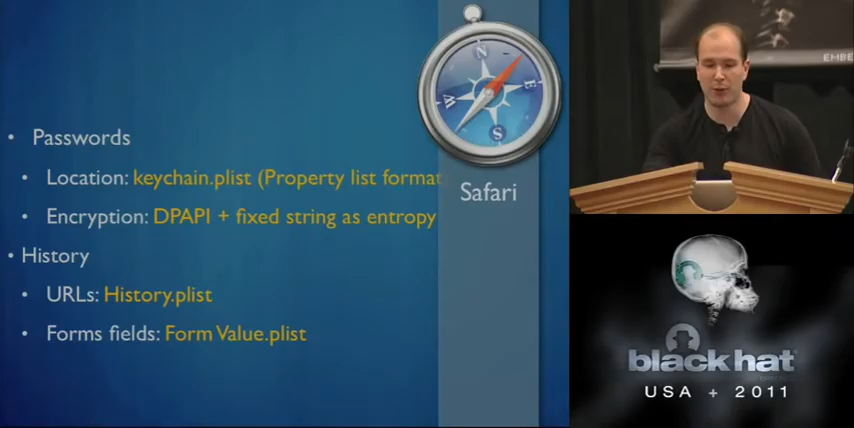 • Passwords
• Location: keychain.plist (Property list format
• Encryption: DPAPI + fixed string as entropy
• History
• URLs: History.plist
• Forms fields: Form Value.plist
N
E
S
W
Safari
EMBE
black hat
USA + 2011